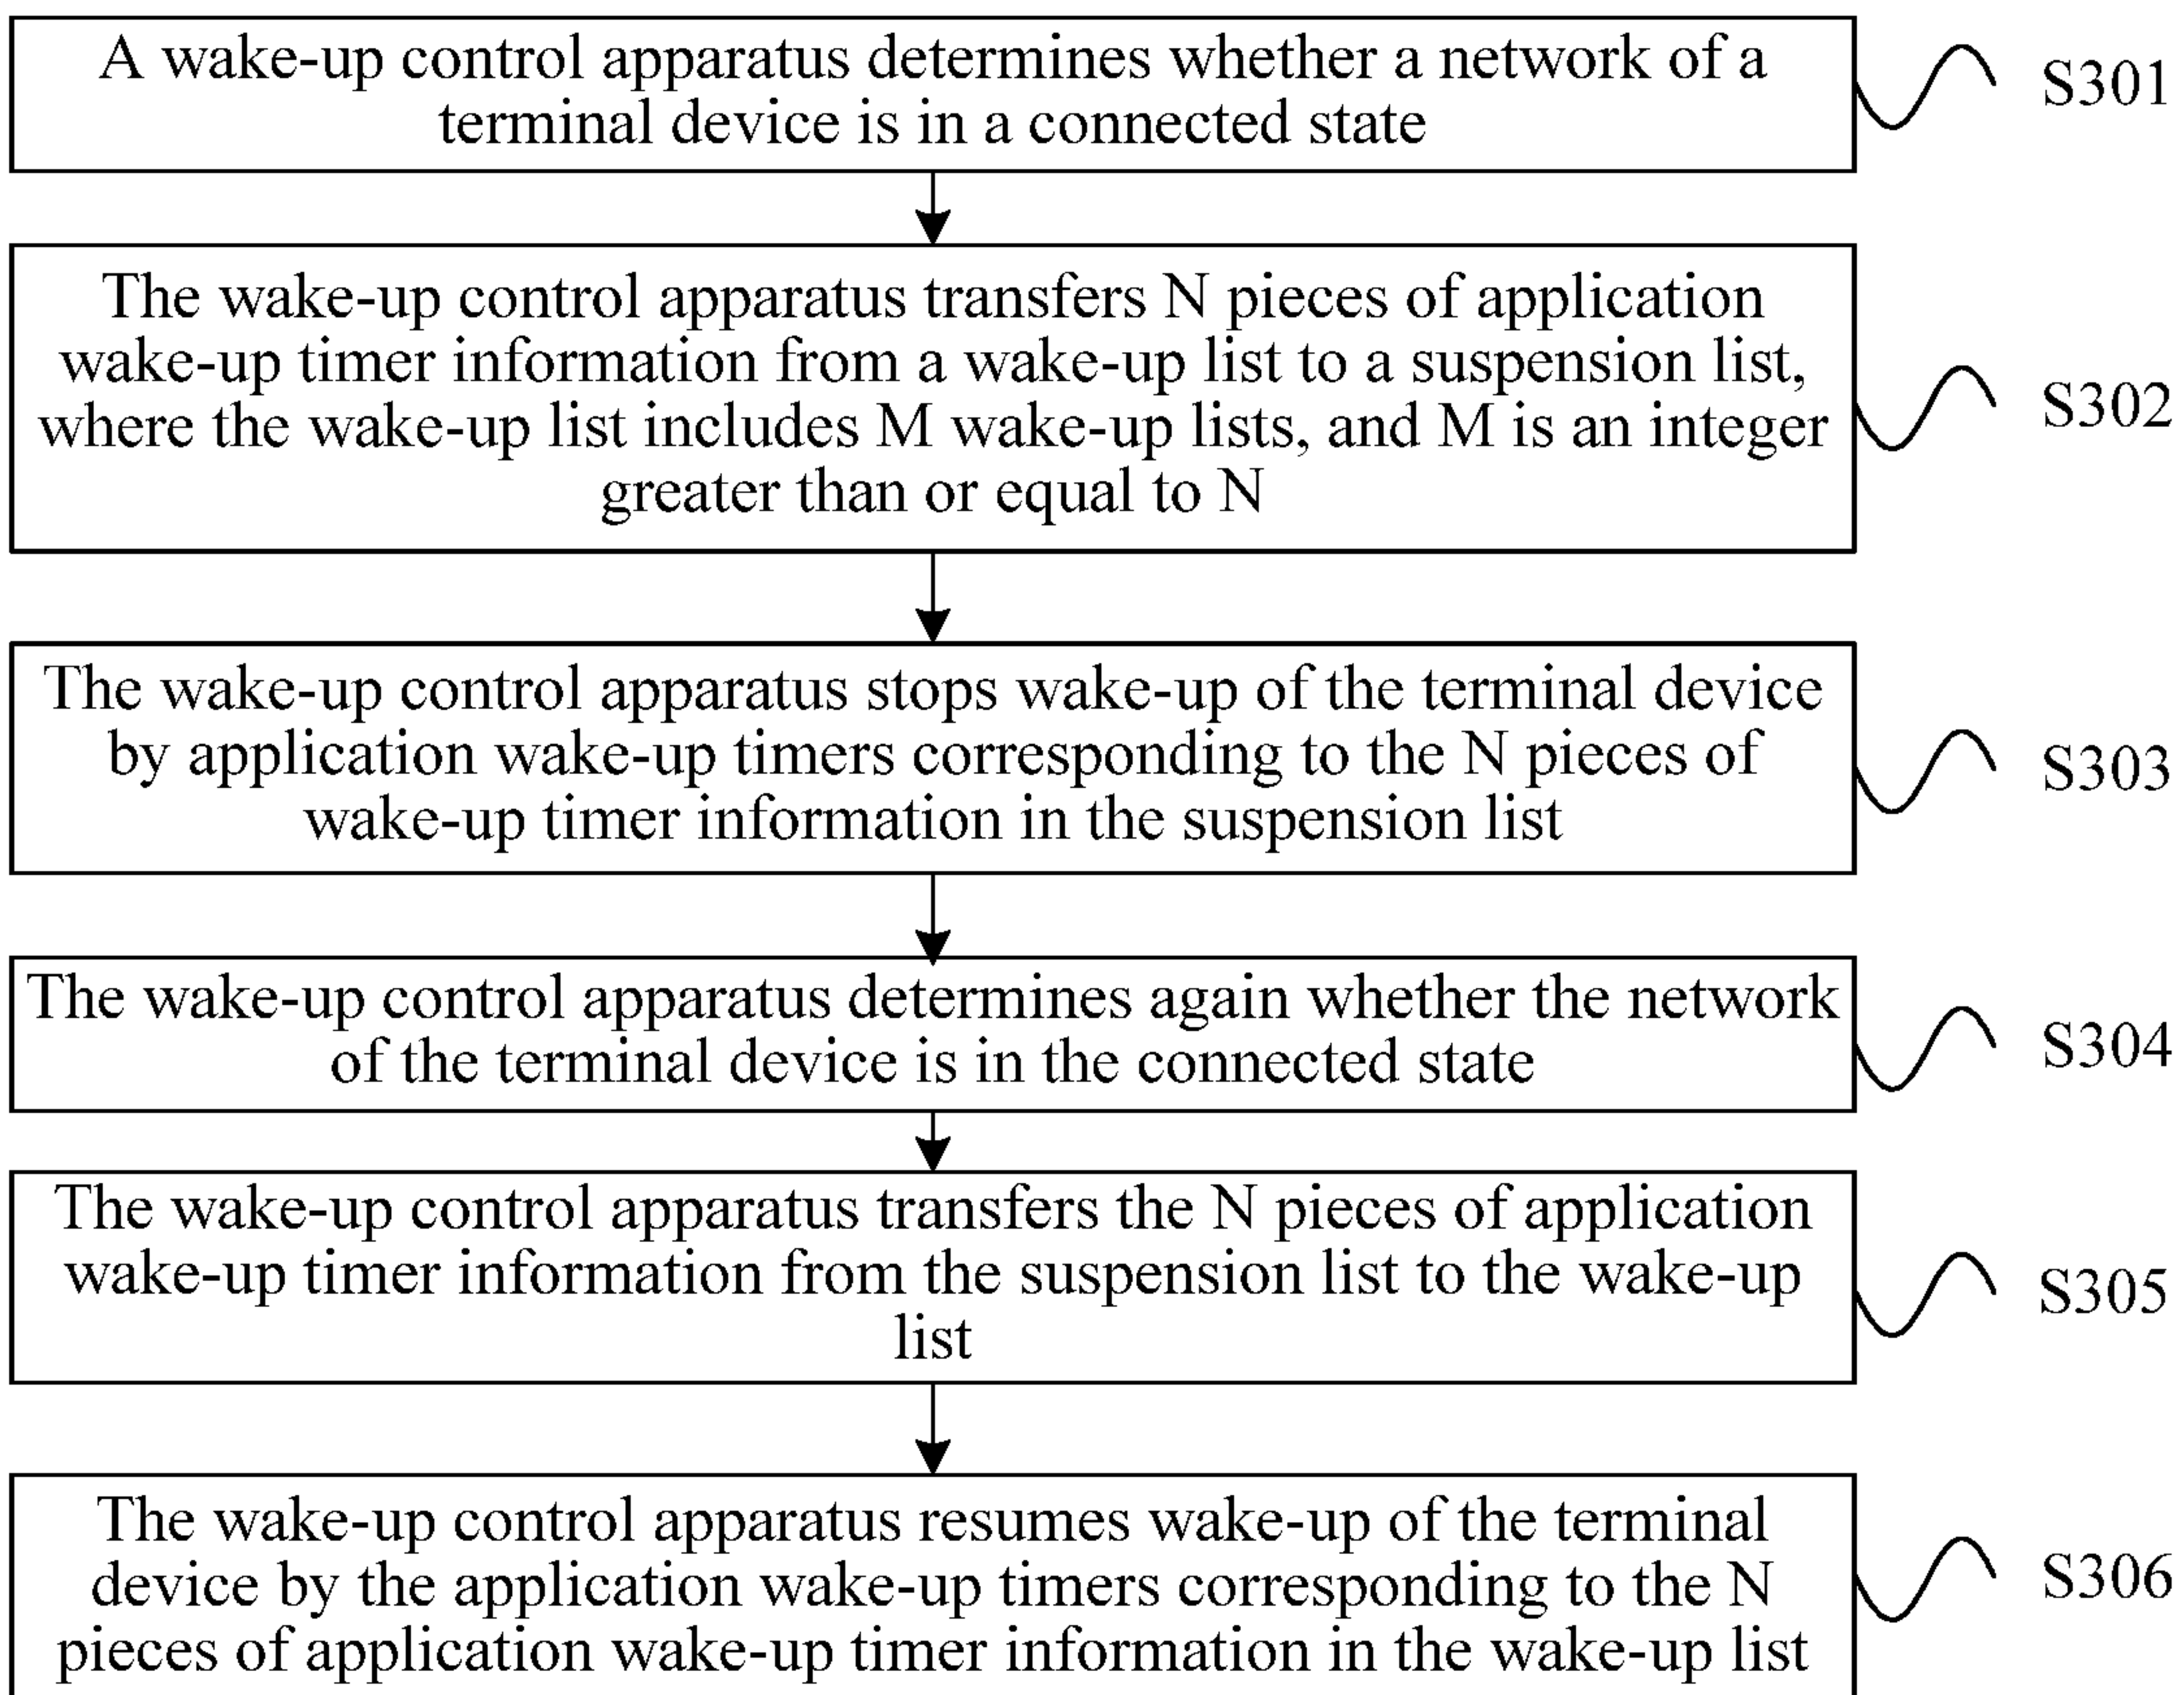 A wake-up control apparatus determines whether a network of a
terminal device is in a connected state
S301
The wake-up control apparatus transfers N pieces of application
wake-up timer information from a wake-up list to a suspension list,
where the wake-up list includes M wake-up lists, and M is an integer
greater than or equal to N
S302
The wake-up control apparatus stops wake-up of the terminal device
by application wake-up timers corresponding to the N pieces of
wake-up timer information in the suspension list
S303
The wake-up control apparatus determines again whether the network
of the terminal device is in the connected state
S304
The wake-up control apparatus transfers the N pieces of application
wake-up timer information from the suspension list to the wake-up
list
S305
The wake-up control apparatus resumes wake-up of the terminal
device by the application wake-up timers corresponding to the N
pieces of application wake-up timer information in the wake-up list
S306